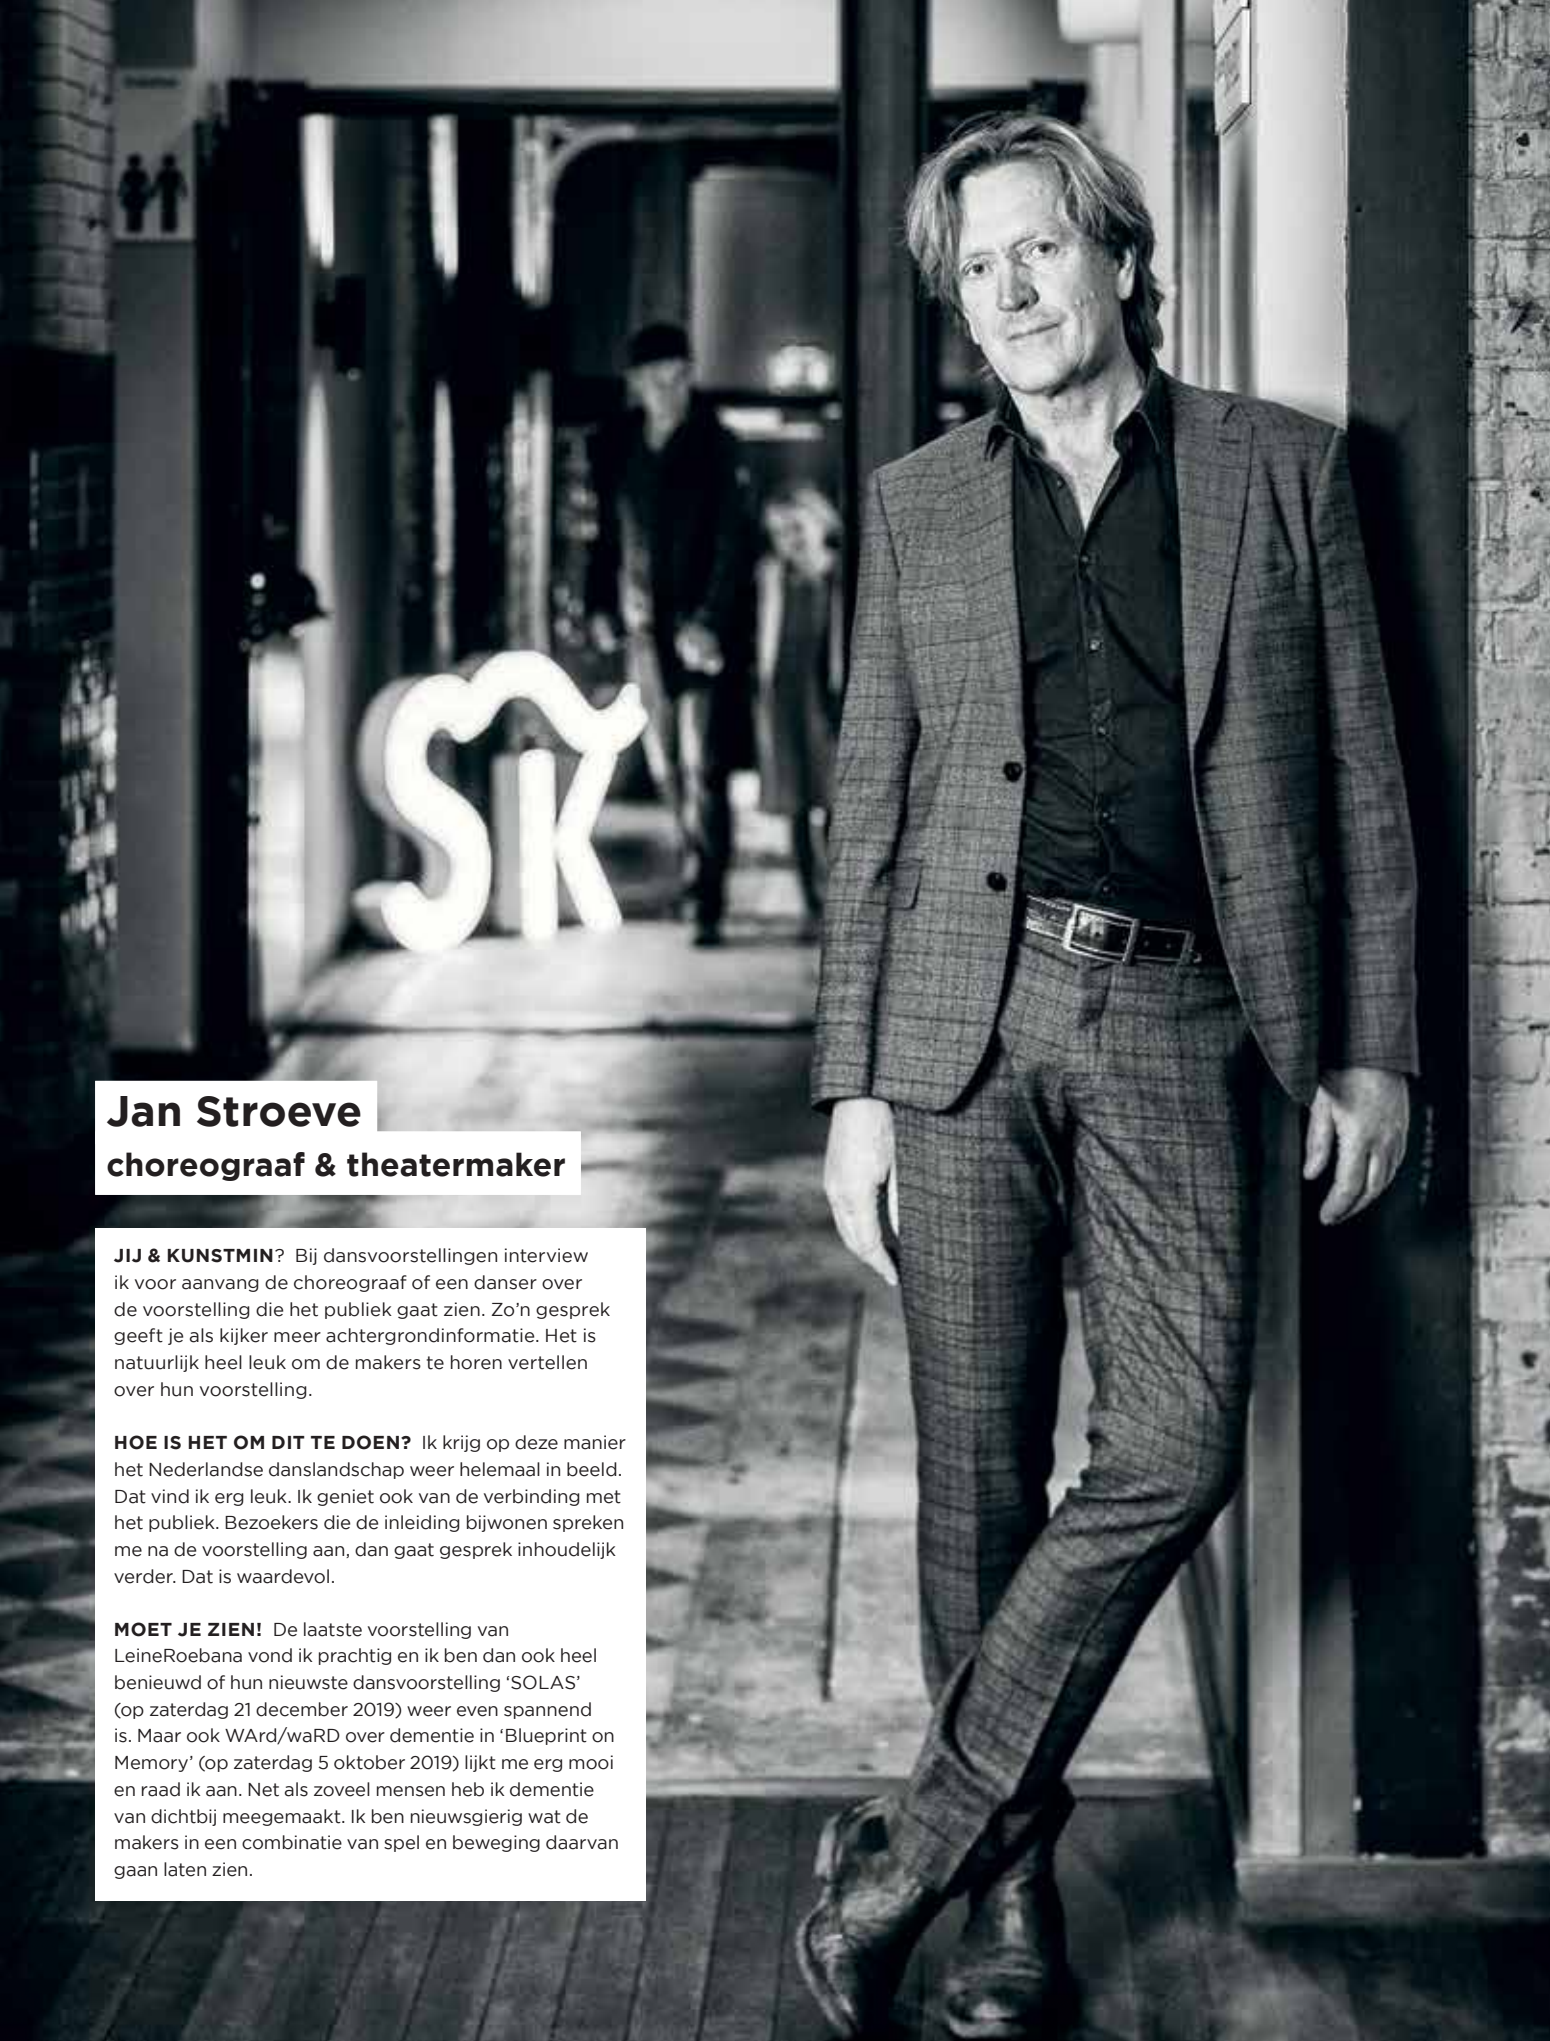 Jan Stroeve
choreograaf & theatermaker
JIJ & KUNSTMIN? Bij dansvoorstellingen interview
ik voor aanvang de choreograaf of een danser over
de voorstelling die het publiek gaat zien. Zo’n gesprek
geeft je als kijker meer achtergrondinformatie. Het is
natuurlijk heel leuk om de makers te horen vertellen
over hun voorstelling.
HOE IS HET OM DIT TE DOEN? Ik krijg op deze manier
het Nederlandse danslandschap weer helemaal in beeld.
Dat vind ik erg leuk. Ik geniet ook van de verbinding met
het publiek. Bezoekers die de inleiding bijwonen spreken
me na de voorstelling aan, dan gaat gesprek inhoudelijk
verder. Dat is waardevol.
MOET JE ZIEN! De laatste voorstelling van
LeineRoebana vond ik prachtig en ik ben dan ook heel
benieuwd of hun nieuwste dansvoorstelling ‘SOLAS’
(op zaterdag 21 december 2019) weer even spannend
is. Maar ook WArd/waRD over dementie in ‘Blueprint on
Memory’ (op zaterdag 5 oktober 2019) lijkt me erg mooi
en raad ik aan. Net als zoveel mensen heb ik dementie
van dichtbij meegemaakt. Ik ben nieuwsgierig wat de
makers in een combinatie van spel en beweging daarvan
gaan laten zien.
SK